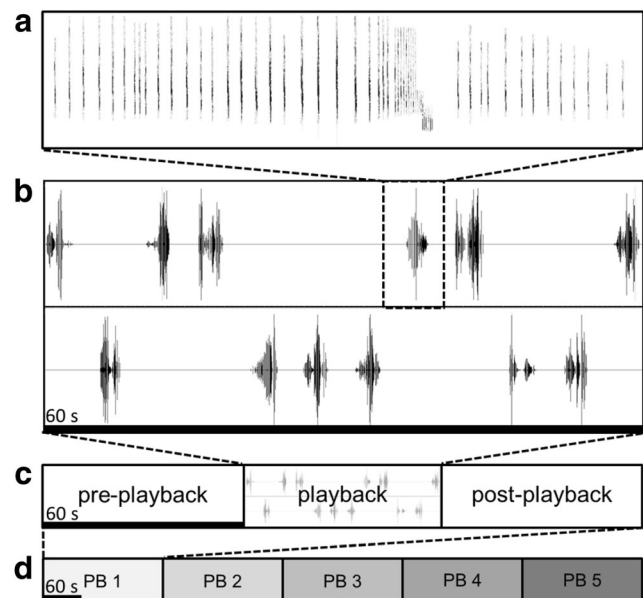 a
b
60 s
c
pre-playback playback post-playback
60 s
d
PB 1 PB 2 PB 3 PB 4 PB 5
60 s